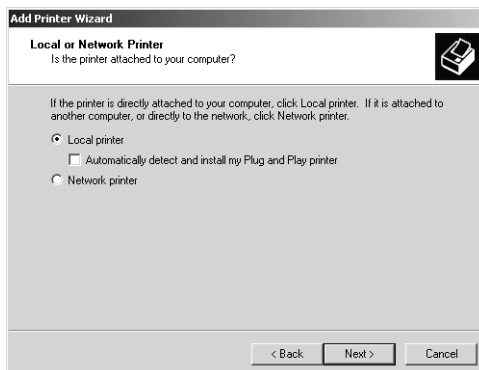 Add Printer Wizard
Local or Network Printer
Is the printer attached to your computer?
If the printer is directly attached to your computer, click Local printer. If it is attached to
another computer, or directly to the network, click Network printer.
Local printer
Automatically detect and install my Plug and Play printer
Network printer
< Back Next > Cancel